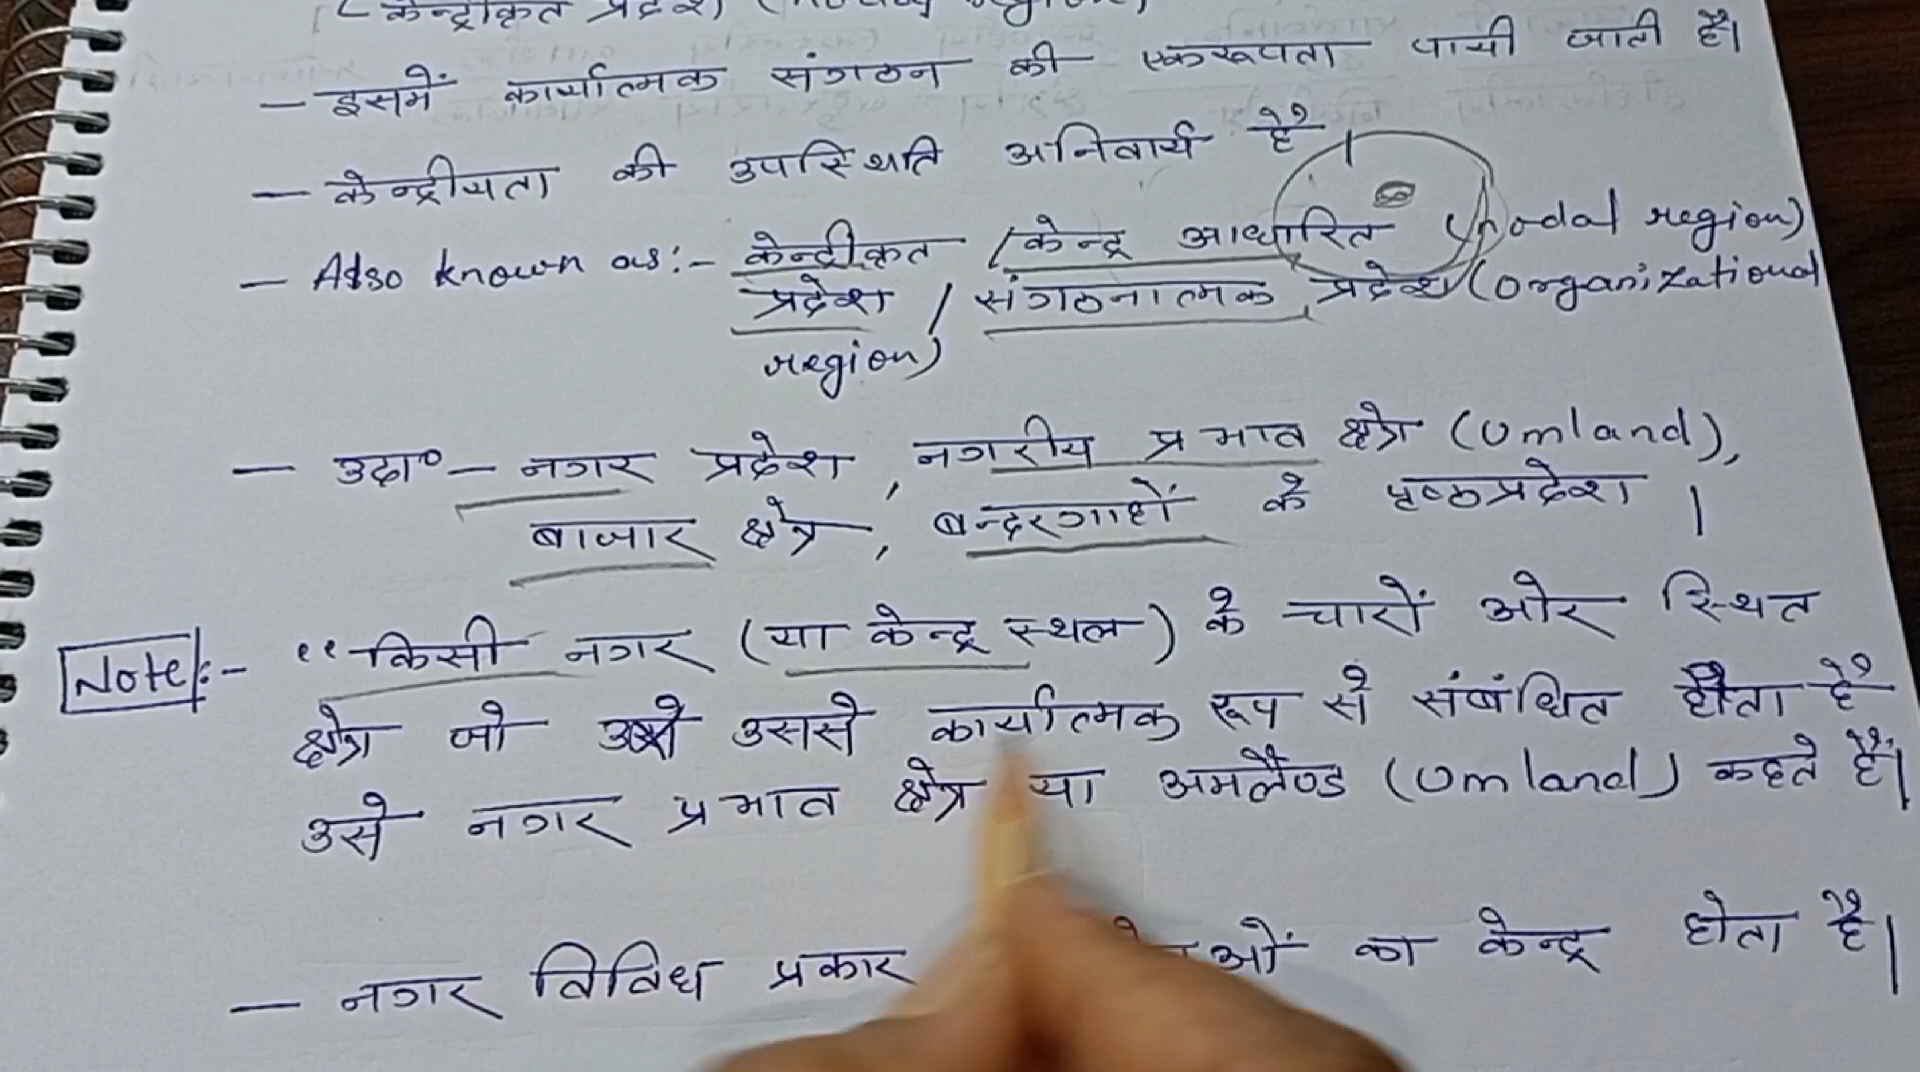 केन्द्रीकृत प्रदेश
– इसमें कार्यात्मक संगठन की एकरूपता पायी जाती है।
– केन्द्रीयता की उपस्थिति अनिवार्य है।
– Also known as:- केन्द्रीकृत / केन्द्र आधारित (nodal region)
प्रदेश / संगठनात्मक प्रदेश (organizational
region)
– उदा० – नगर प्रदेश, नगरीय प्रभाव क्षेत्र (Umland),
बाजार क्षेत्र, बन्दरगाहों के पृष्ठप्रदेश।
Note:- "किसी नगर (या केन्द्र स्थल) के चारों ओर स्थित
क्षेत्र जो उससे कार्यात्मक रूप से संबंधित होता है
उसे नगर प्रभाव क्षेत्र या अमलैण्ड (Umland) कहते हैं।
– नगर विविध प्रकार ओं का केन्द्र होता है।